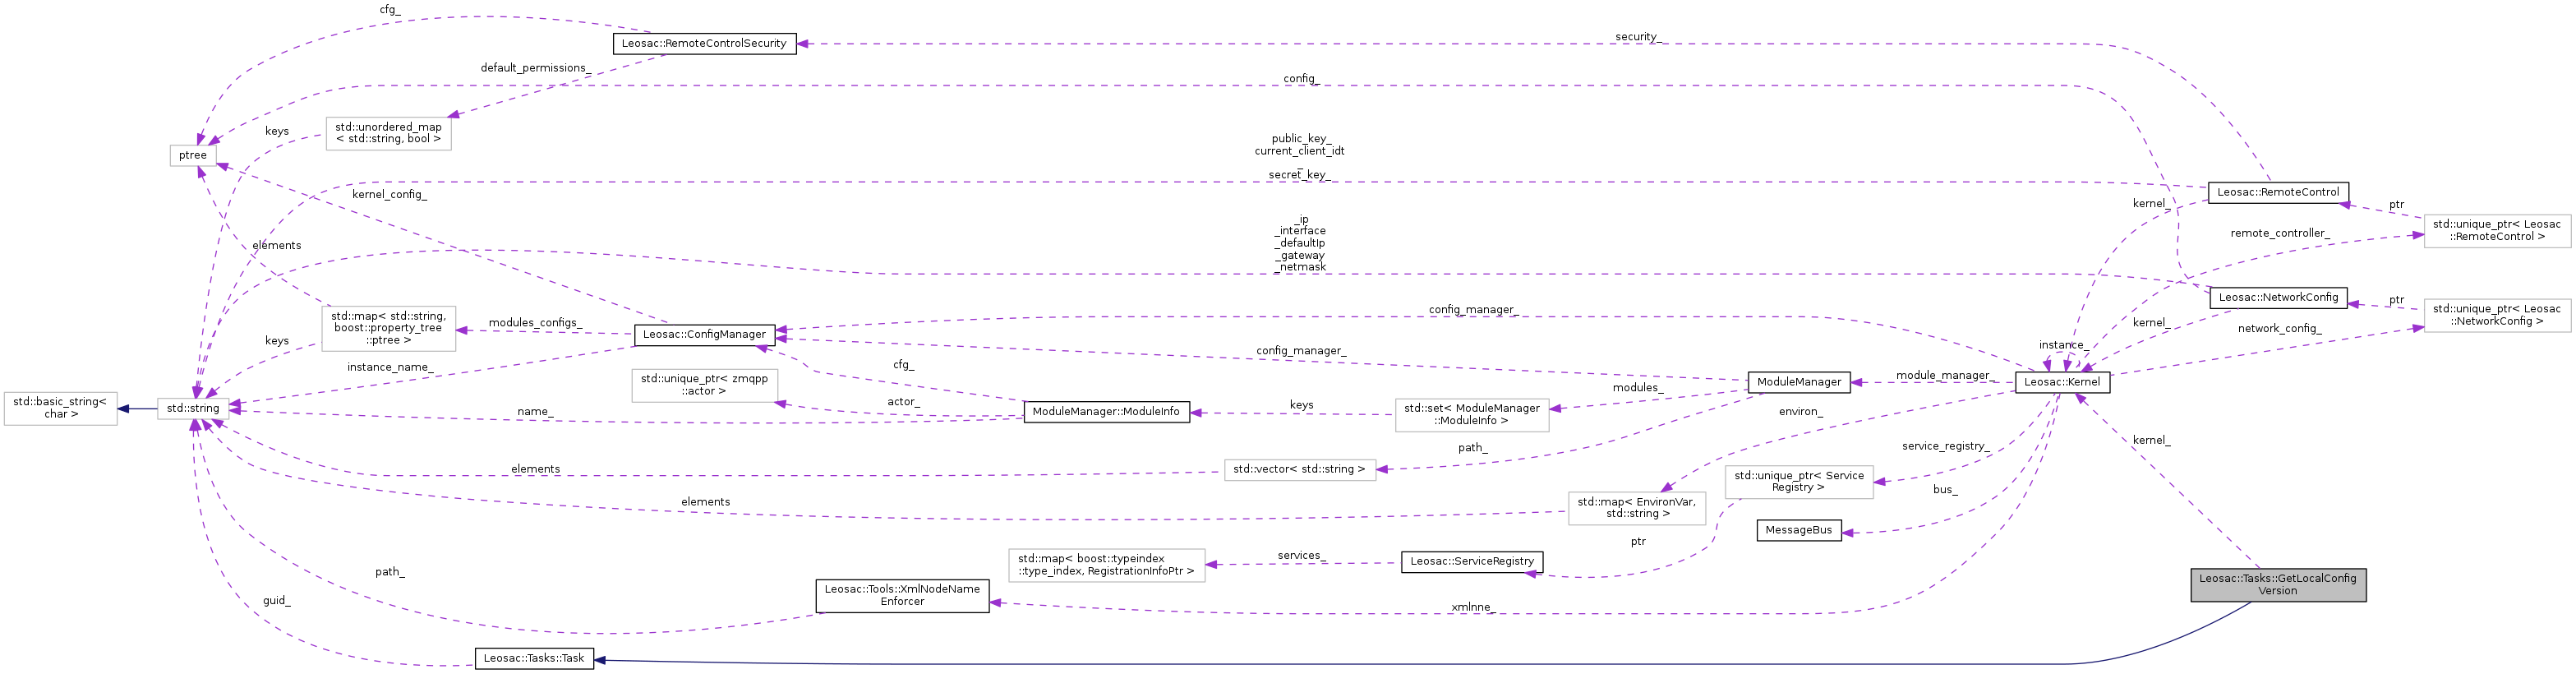 cfg_
Leosac::RemoteControlSecurity
security_
default_permissions_
config_
std::unordered_map
< std::string, bool >
keys
ptree
public_key_
current_client_idt
_
secret_key_
Leosac::RemoteControl
kernel_config_
kernel_
ptr
std::unique_ptr< Leosac
::RemoteControl >
remote_controller_
elements
_ip
_interface
_defaultIp
_gateway
_netmask
Leosac::NetworkConfig
ptr
std::unique_ptr< Leosac
::NetworkConfig >
network_config_
kernel_
std::map< std::string,
boost::property_tree
::ptree >
modules_configs_
Leosac::ConfigManager
config_manager_
keys
instance_
config_manager_
instance_name_
cfg_
std::unique_ptr< zmqpp
::actor >
ModuleManager
module_manager_
Leosac::Kernel
modules_
actor_
std::basic_string<
char >
std::string
name_
ModuleManager::ModuleInfo
keys
std::set< ModuleManager
::ModuleInfo >
environ_
kernel_
path_
service_registry_
elements
std::vector< std::string >
std::unique_ptr< Service
Registry >
bus_
elements
std::map< EnvironVar,
std::string >
MessageBus
ptr
std::map< boost::typeindex
::type_index, RegistrationInfoPtr >
services_
Leosac::ServiceRegistry
path_
Leosac::Tools::XmlNodeName
Enforcer
xmlnne_
Leosac::Tasks::GetLocalConfig
Version
guid_
Leosac::Tasks::Task